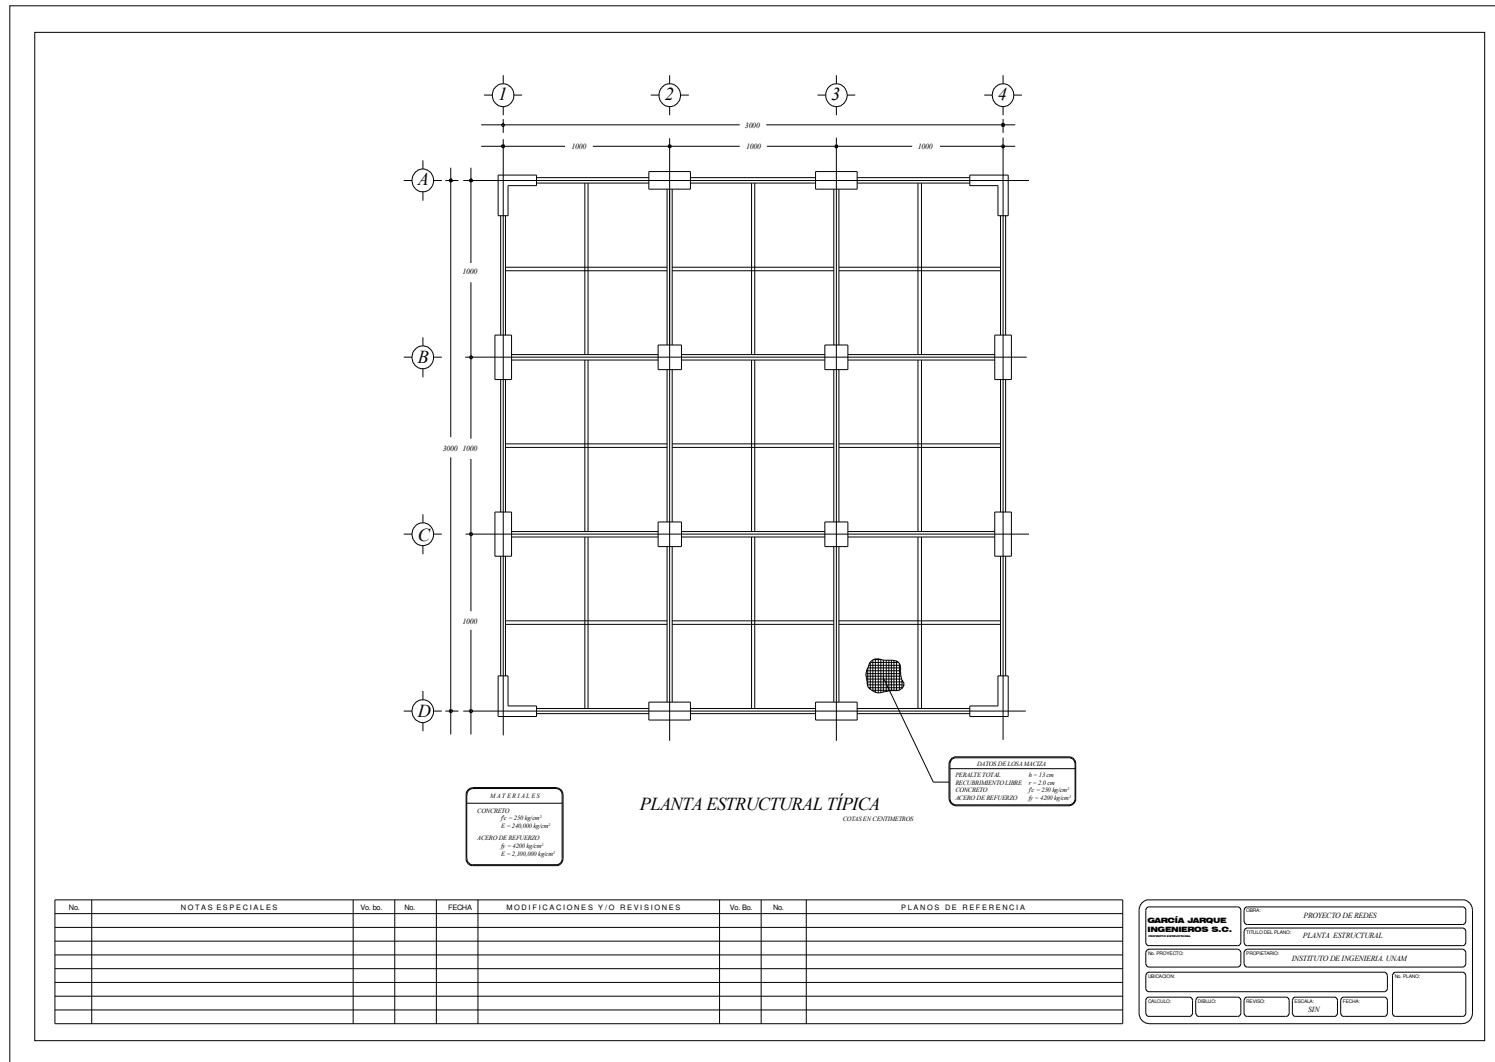 1 2 3 4
3000
1000 1000 1000
A
1000
B
3000 1000
C
1000
D
DATOS DE LOSA MACIZA
PERALTE TOTAL h = 13 cm
RECUBRIMIENTO LIBRE r = 2.0 cm
CONCRETO f'c = 250 kg/cm²
ACERO DE REFUERZO fy = 4200 kg/cm²
MATERIALES
CONCRETO
f'c = 250 kg/cm²
E = 240,000 kg/cm²
ACERO DE REFUERZO
fy = 4200 kg/cm²
E = 2,100,000 kg/cm²
PLANTA ESTRUCTURAL TÍPICA
COTAS EN CENTIMETROS
No. NOTAS ESPECIALES Vo. bo. No. FECHA MODIFICACIONES Y/O REVISIONES Vo. Bo. No. PLANOS DE REFERENCIA
GARCÍA JARQUE
INGENIEROS S.C.
OBRA: PROYECTO DE REDES
TITULO DEL PLANO: PLANTA ESTRUCTURAL
No. PROYECTO: PROPIETARIO: INSTITUTO DE INGENIERIA. UNAM
UBICACION: No. PLANO:
CALCULO: DIBUJO: REVISO: ESCALA: FECHA:
SIN